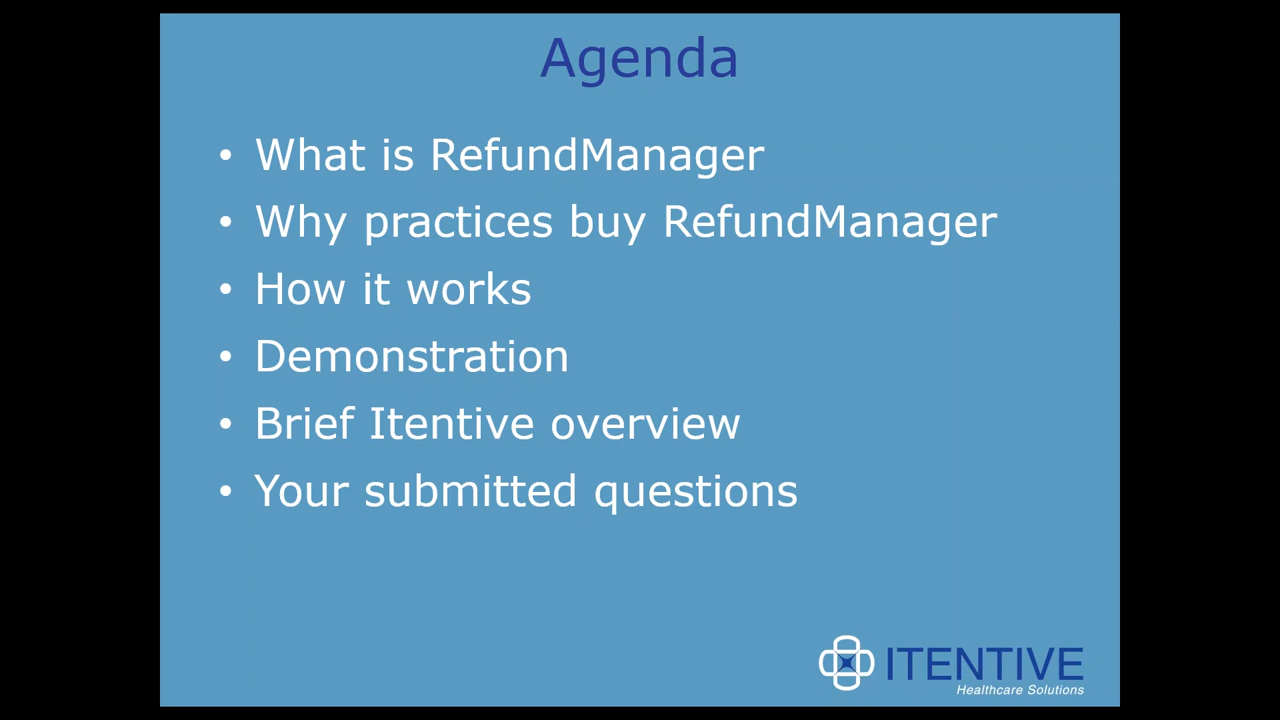 Agenda
• What is RefundManager
• Why practices buy RefundManager
• How it works
• Demonstration
• Brief Itentive overview
• Your submitted questions
ITENTIVE
Healthcare Solutions